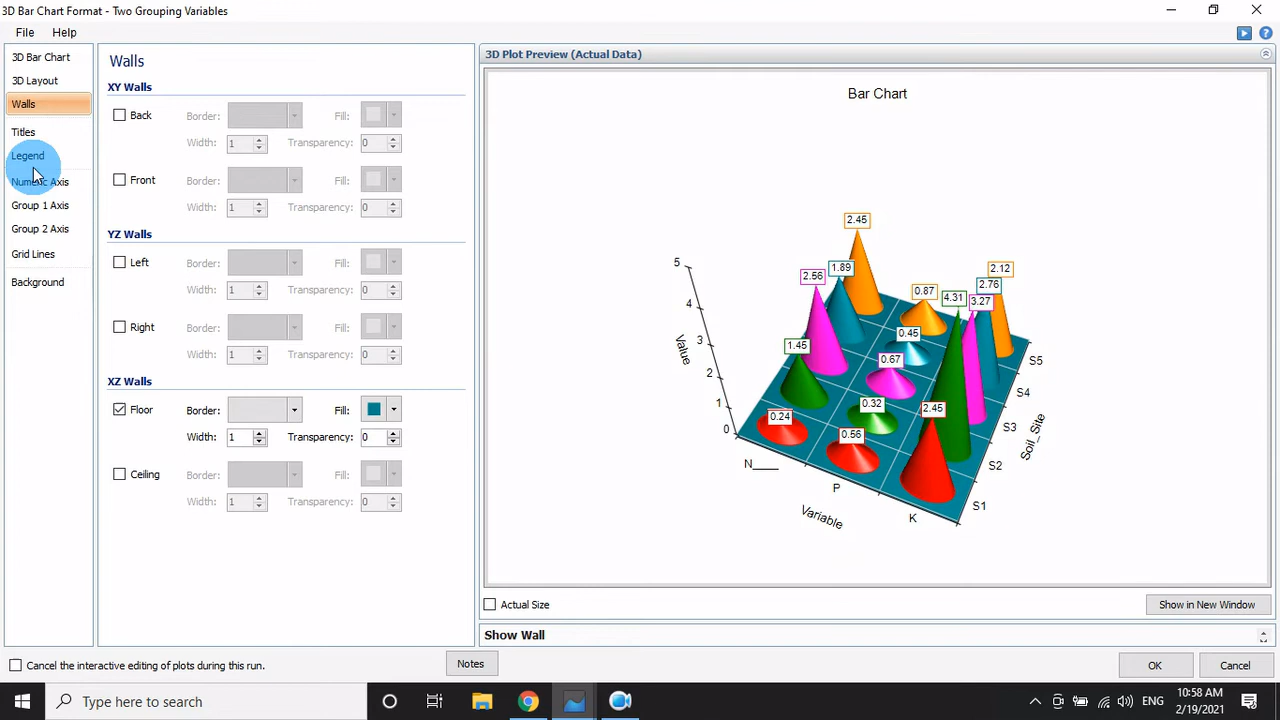 3D Bar Chart Format - Two Grouping Variables
File Help
3D Bar Chart
3D Layout
Walls
Titles
Legend
Numeric Axis
Group 1 Axis
Group 2 Axis
Grid Lines
Background
Walls
XY Walls
Back Border: Fill:
Width: 1 Transparency: 0
Front Border: Fill:
Width: 1 Transparency: 0
YZ Walls
Left Border: Fill:
Width: 1 Transparency: 0
Right Border: Fill:
Width: 1 Transparency: 0
XZ Walls
Floor Border: Fill:
Width: 1 Transparency: 0
Ceiling Border: Fill:
Width: 1 Transparency: 0
3D Plot Preview (Actual Data)
Bar Chart
2.45
5
2.56 1.89 2.12
2.76
0.87 4.31 3.27
4
0.45
3 1.45
0.67 S5
2
0.32 S4
1 0.24 2.45
0 0.56 S3
N____ S2
P
K S1
Value
Variable
Soil_Site
Actual Size
Show in New Window
Show Wall
Cancel the interactive editing of plots during this run.
Notes
OK
Cancel
Type here to search
ENG
10:58 AM
2/19/2021